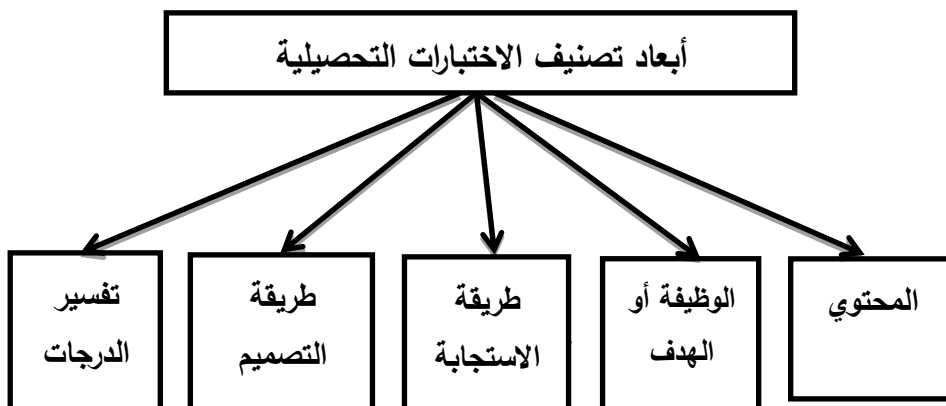 أبعاد تصنيف الاختبارات التحصيلية
المحتوي
الوظيفة أو
الهدف
طريقة
الاستجابة
طريقة
التصميم
تفسير
الدرجات